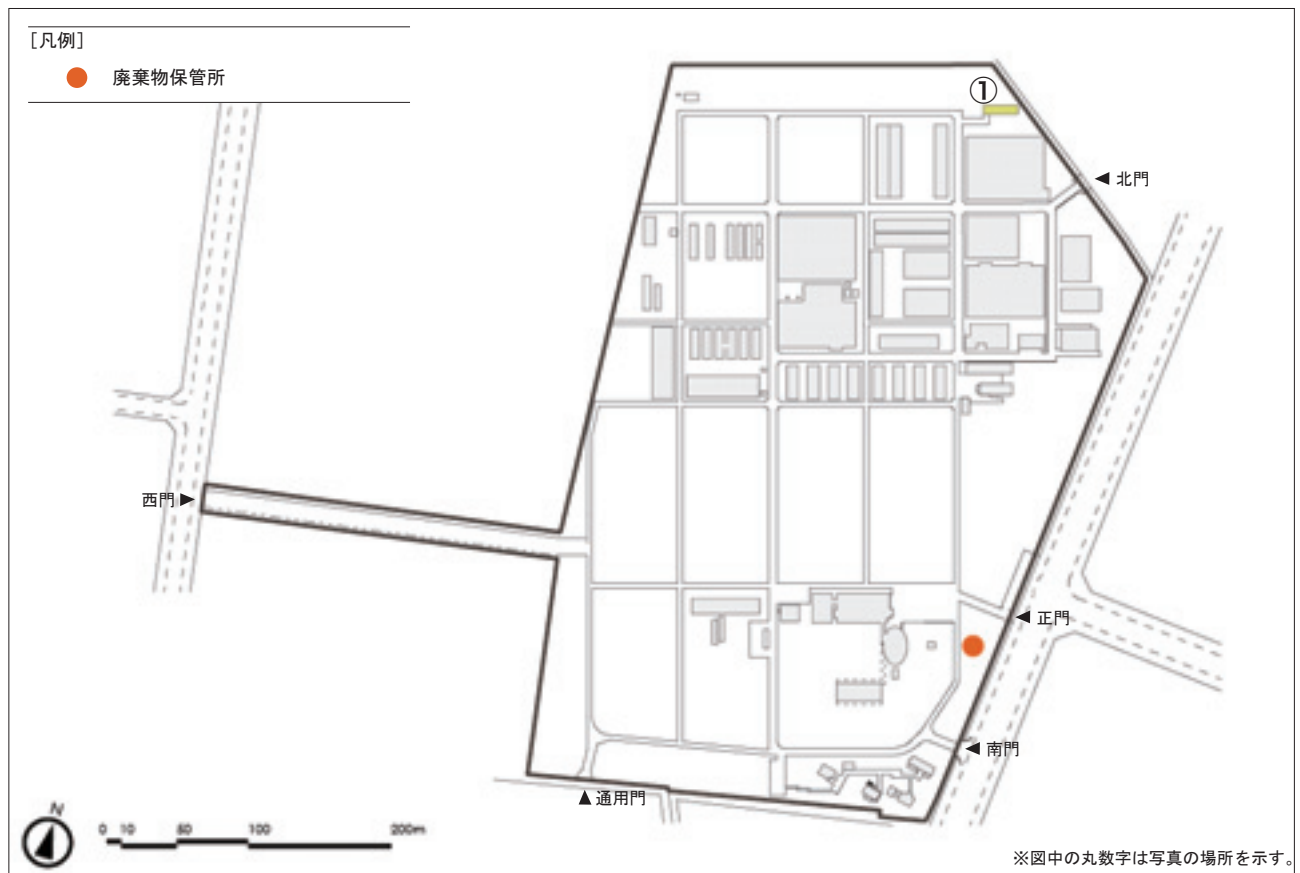 [凡例]
廃棄物保管所
①
◀ 北門
西門 ▶
◀ 正門
◀ 南門
▲ 通用門
N
0 10 50 100 200m
※図中の丸数字は写真の場所を示す。